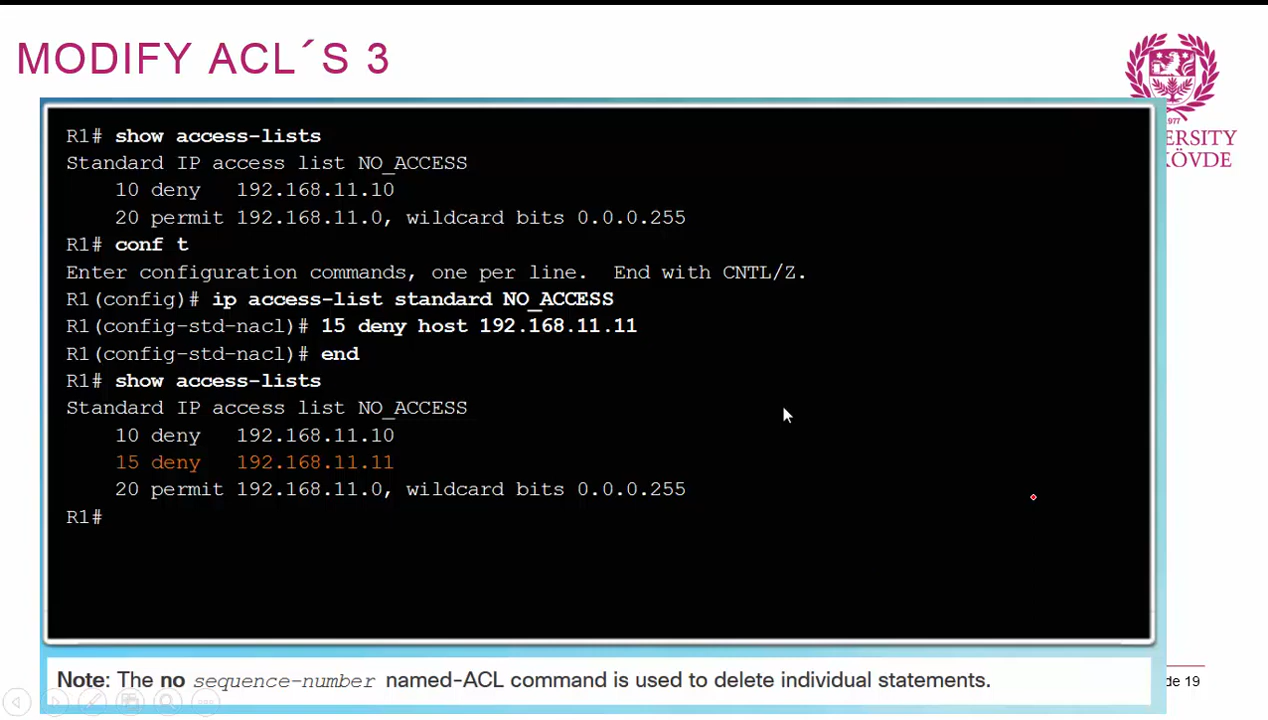 MODIFY ACL´S 3
R1# show access-lists
Standard IP access list NO_ACCESS
10 deny 192.168.11.10
20 permit 192.168.11.0, wildcard bits 0.0.0.255
R1# conf t
Enter configuration commands, one per line. End with CNTL/Z.
R1(config)# ip access-list standard NO_ACCESS
R1(config-std-nacl)# 15 deny host 192.168.11.11
R1(config-std-nacl)# end
R1# show access-lists
Standard IP access list NO_ACCESS
10 deny 192.168.11.10
15 deny 192.168.11.11
20 permit 192.168.11.0, wildcard bits 0.0.0.255
R1#
Note: The no sequence-number named-ACL command is used to delete individual statements.
1977
ERSITY
KÖVDE
de 19